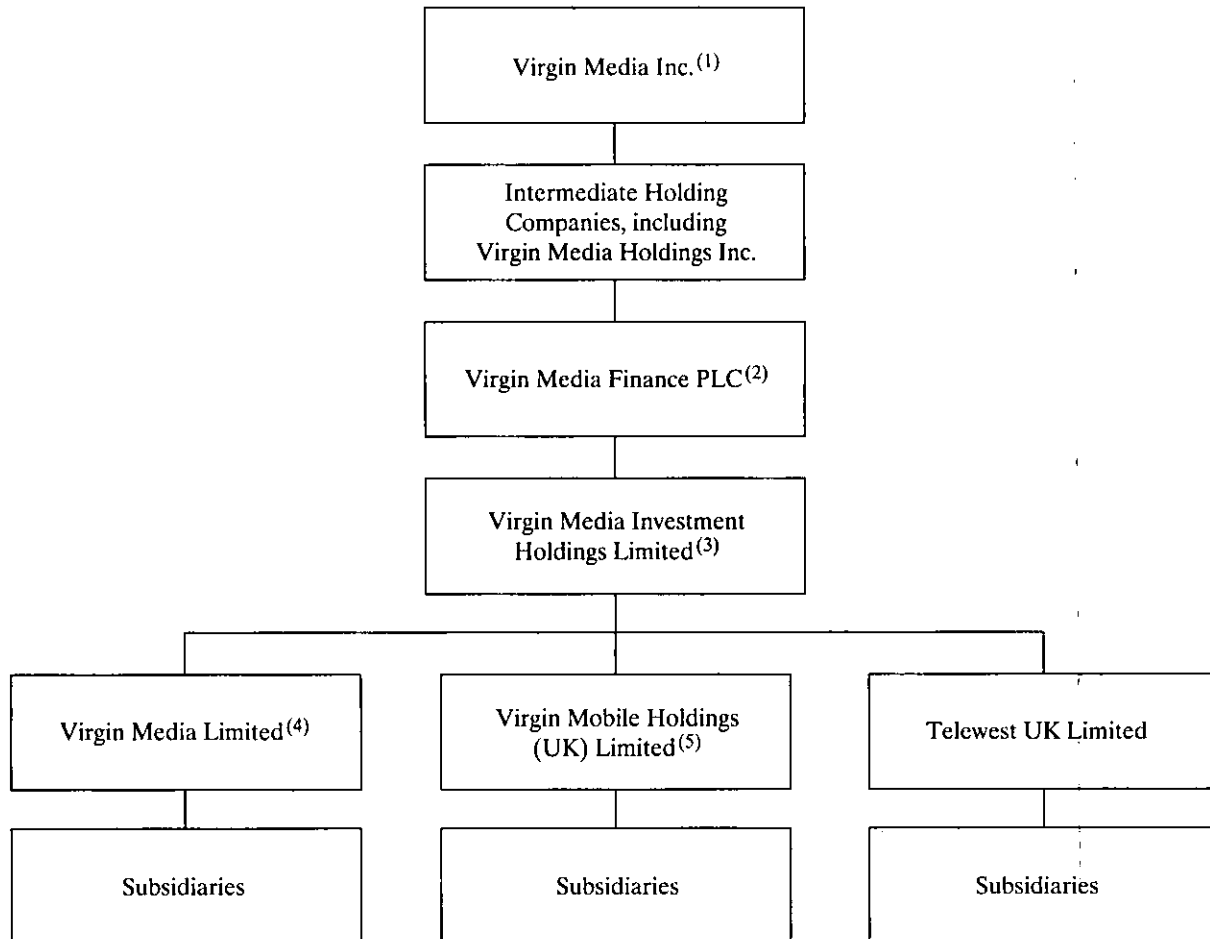 Virgin Media Inc.(1)
Intermediate Holding
Companies, including
Virgin Media Holdings Inc.
Virgin Media Finance PLC(2)
Virgin Media Investment
Holdings Limited(3)
Virgin Media Limited(4)
Virgin Mobile Holdings
(UK) Limited(5)
Telewest UK Limited
Subsidiaries
Subsidiaries
Subsidiaries